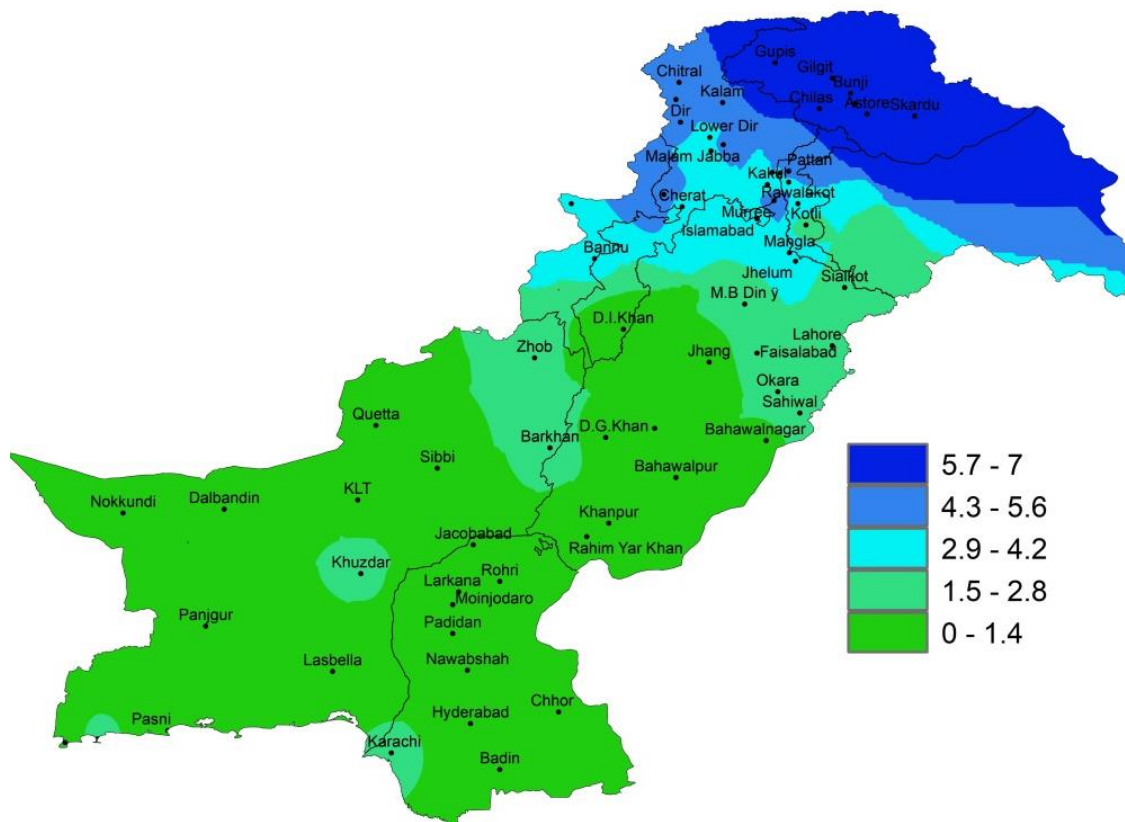 Gupis
Gilgit
Chitral
Bunji
Kalam
Chilas
Astore
Skardu
Dir
Lower Dir
Malam Jabba
Pattan
Kakul
Cherat
Rawalakot
Murree
Kotli
Islamabad
Bannu
Mangla
Jhelum
Sialkot
M.B Din ÿ
D.I.Khan
Lahore
Zhob
Jhang
Faisalabad
Okara
Sahiwal
Quetta
D.G.Khan
Bahawalnagar
Barkhan
Sibbi
Bahawalpur
Nokkundi
Dalbandin
KLT
Khanpur
Jacobabad
Rahim Yar Khan
Khuzdar
Rohri
Larkana
Moinjodaro
Panjgur
Padidan
Lasbella
Nawabshah
Chhor
Pasni
Hyderabad
Karachi
Badin
5.7 - 7
4.3 - 5.6
2.9 - 4.2
1.5 - 2.8
0 - 1.4